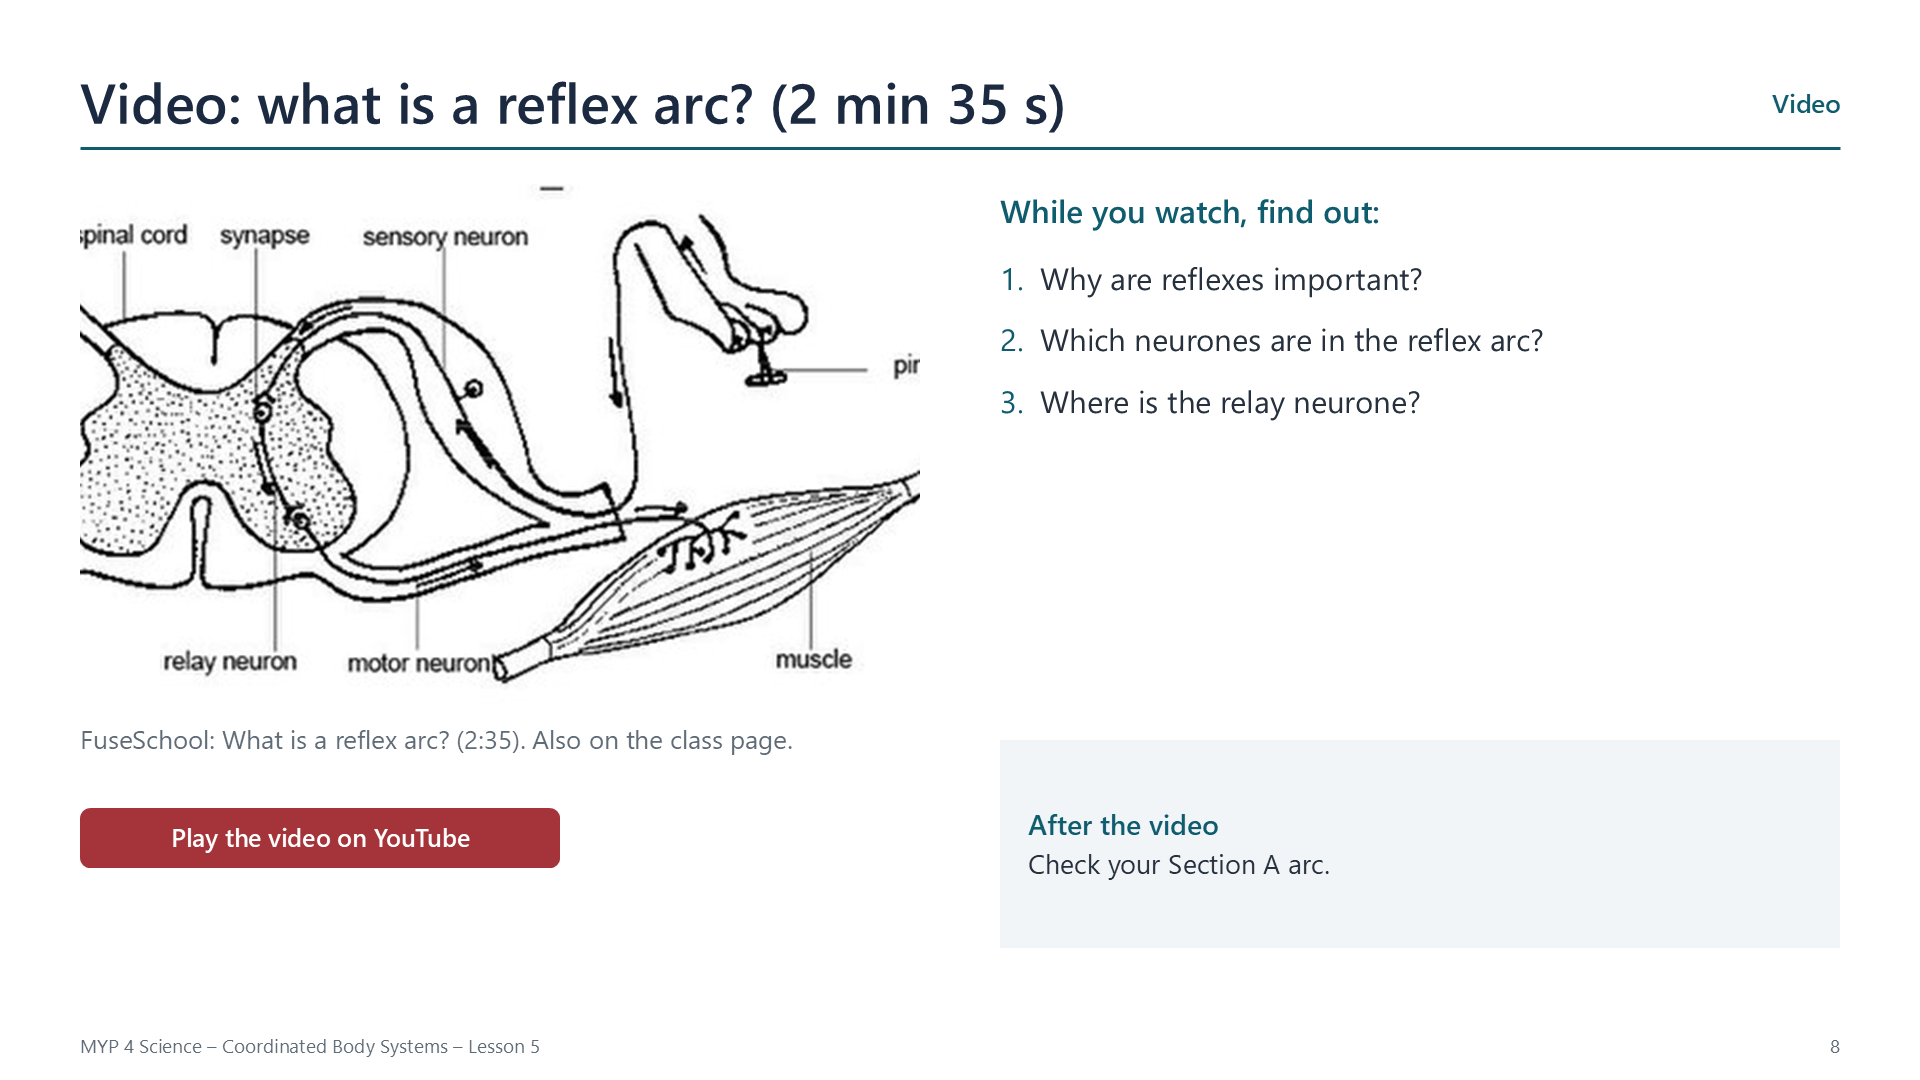 Video: what is a reflex arc? (2 min 35 s)
Video
spinal cord synapse sensory neuron
pin
relay neuron motor neuron muscle
FuseSchool: What is a reflex arc? (2:35). Also on the class page.
Play the video on YouTube
While you watch, find out:
1. Why are reflexes important?
2. Which neurones are in the reflex arc?
3. Where is the relay neurone?
After the video
Check your Section A arc.
MYP 4 Science – Coordinated Body Systems – Lesson 5
8